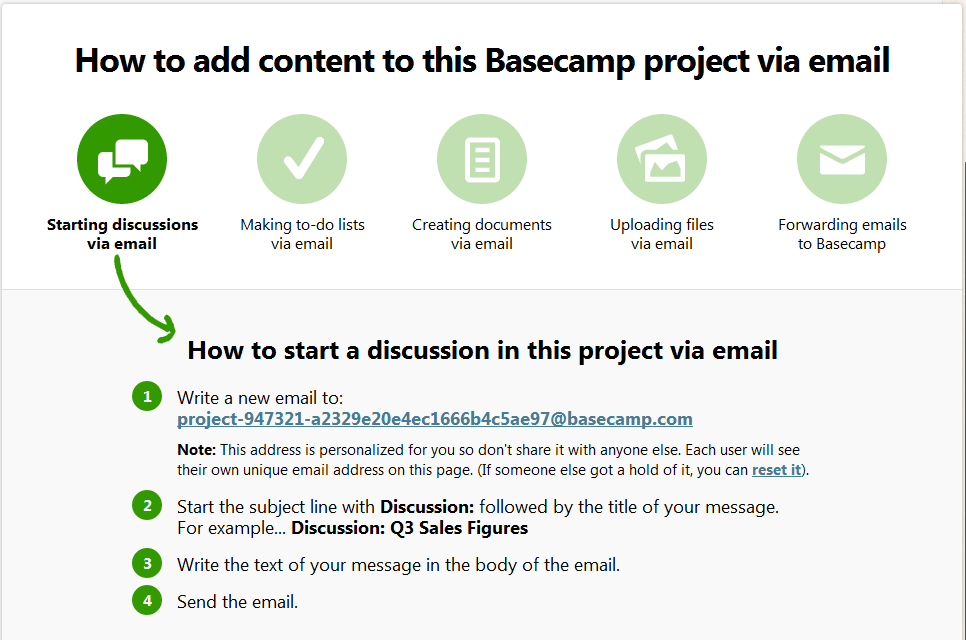 How to add content to this Basecamp project via email
Starting discussions
via email
Making to-do lists
via email
Creating documents
via email
Uploading files
via email
Forwarding emails
to Basecamp
How to start a discussion in this project via email
1 Write a new email to:
project-947321-a2329e20e4ec1666b4c5ae97@basecamp.com
Note: This address is personalized for you so don't share it with anyone else. Each user will see
their own unique email address on this page. (If someone else got a hold of it, you can reset it).
2 Start the subject line with Discussion: followed by the title of your message.
For example... Discussion: Q3 Sales Figures
3 Write the text of your message in the body of the email.
4 Send the email.